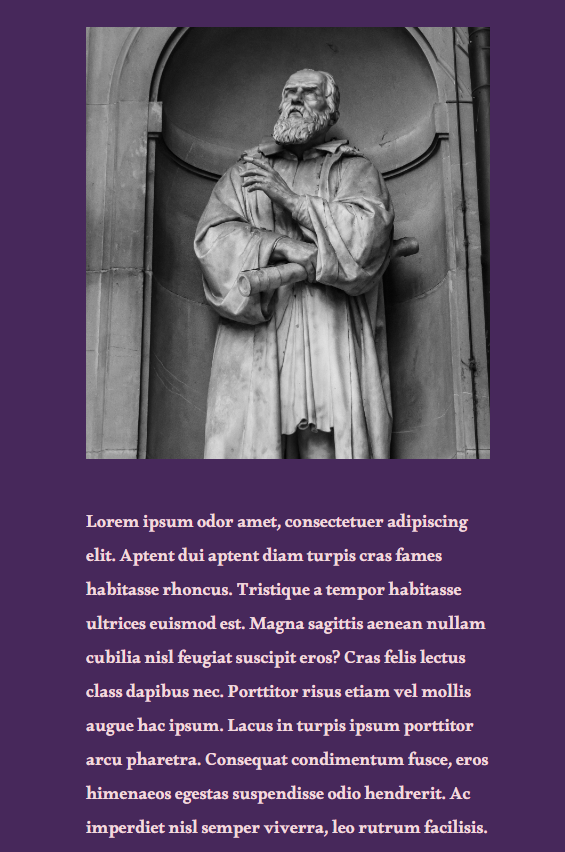 Lorem ipsum odor amet, consectetuer adipiscing
elit. Aptent dui aptent diam turpis cras fames
habitasse rhoncus. Tristique a tempor habitasse
ultrices euismod est. Magna sagittis aenean nullam
cubilia nisl feugiat suscipit eros? Cras felis lectus
class dapibus nec. Porttitor risus etiam vel mollis
augue hac ipsum. Lacus in turpis ipsum porttitor
arcu pharetra. Consequat condimentum fusce, eros
himenaeos egestas suspendisse odio hendrerit. Ac
imperdiet nisl semper viverra, leo rutrum facilisis.